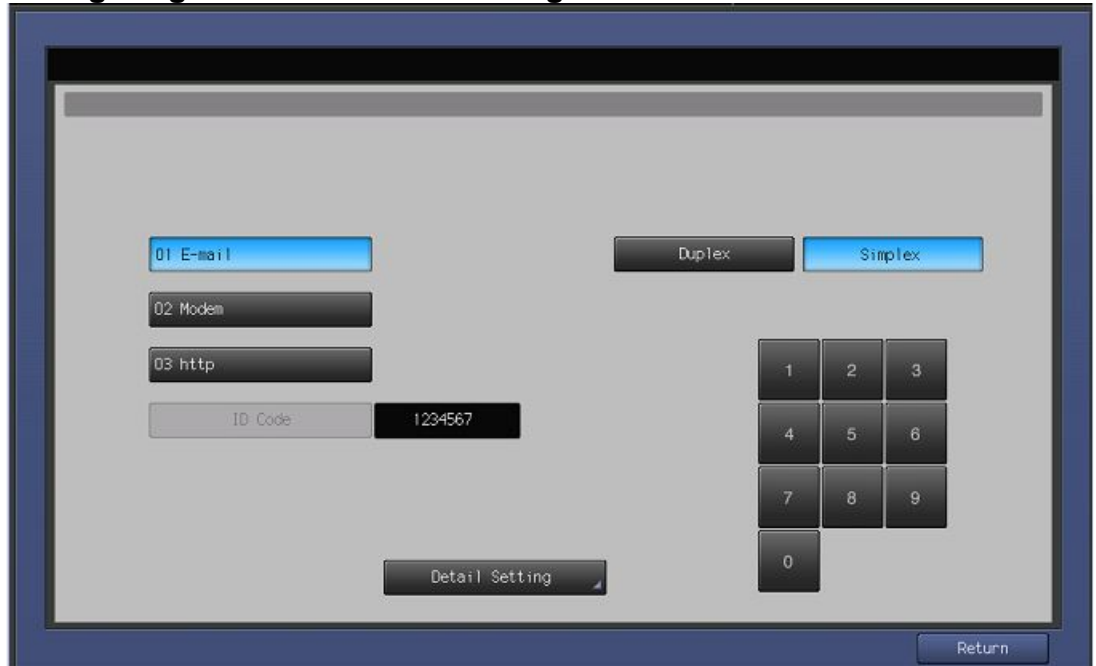 01 E-mail
Duplex
Simplex
02 Modem
03 http
1 2 3
ID Code
1234567
4 5 6
7 8 9
0
Detail Setting
Return